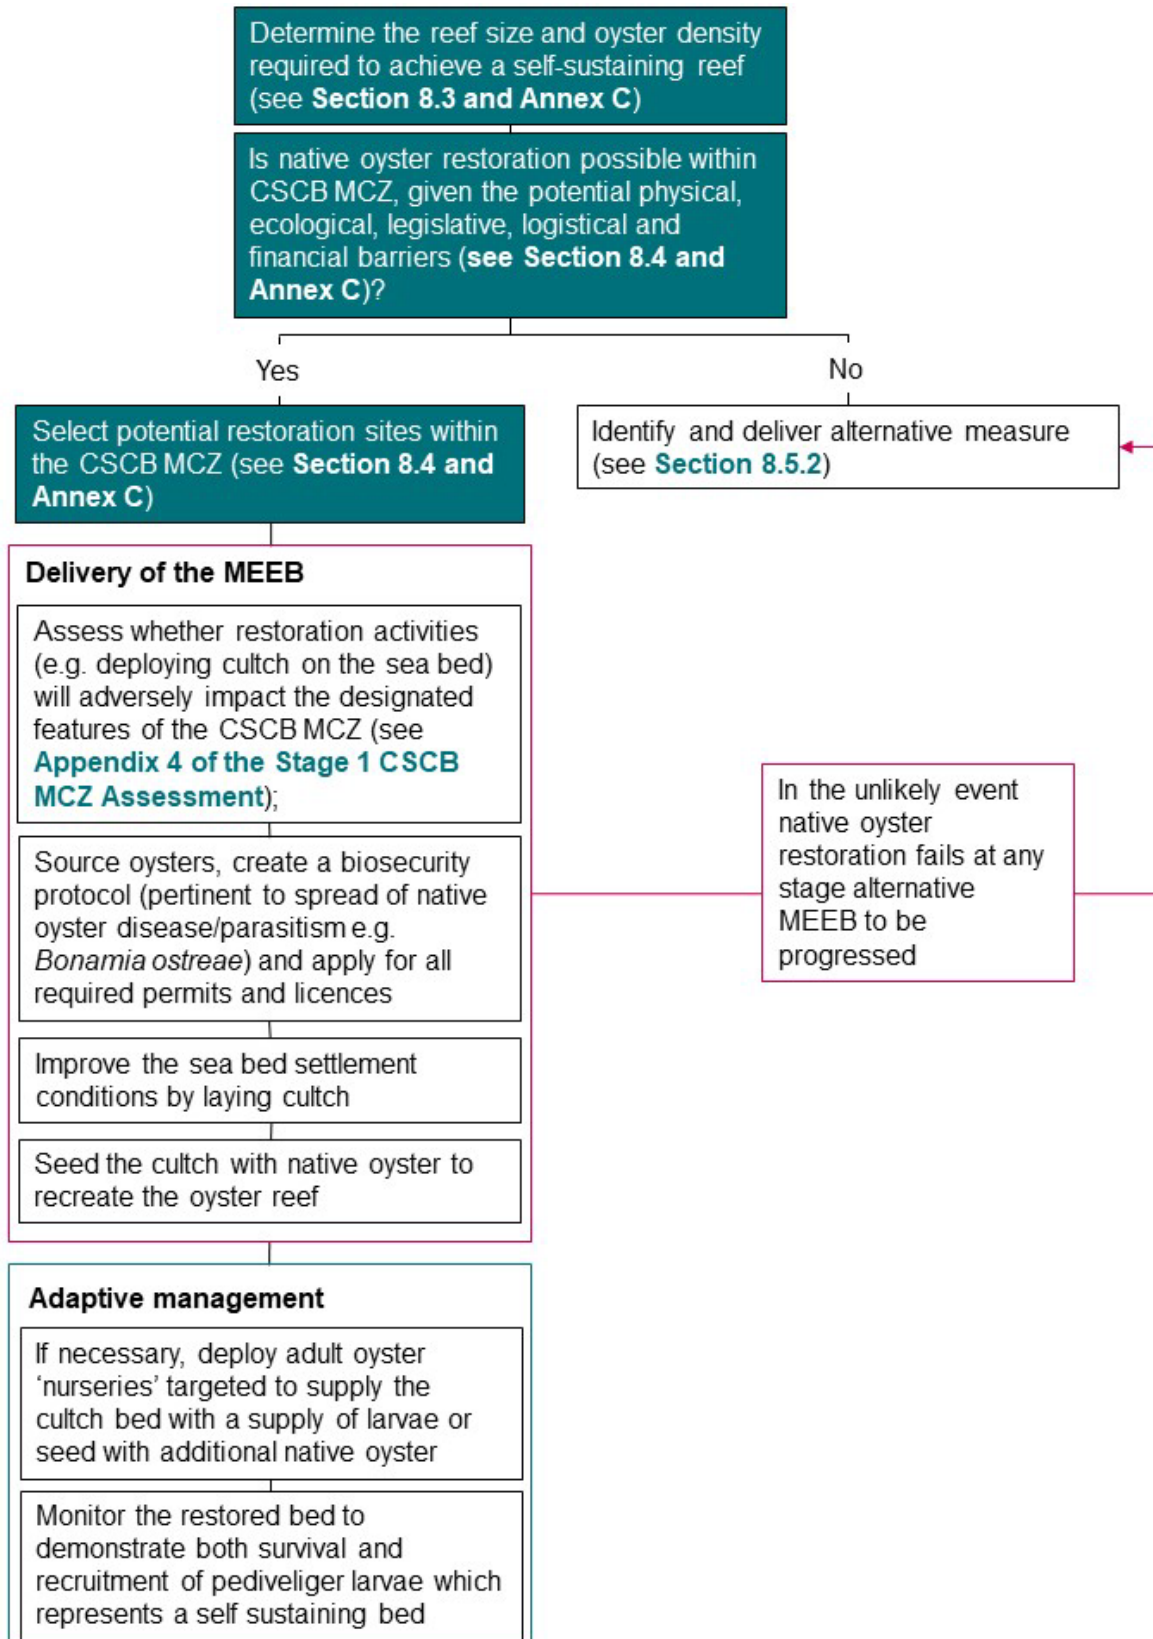 Determine the reef size and oyster density
required to achieve a self-sustaining reef
(see Section 8.3 and Annex C)
Is native oyster restoration possible within
CSCB MCZ, given the potential physical,
ecological, legislative, logistical and
financial barriers (see Section 8.4 and
Annex C)?
Yes
No
Select potential restoration sites within
the CSCB MCZ (see Section 8.4 and
Annex C)
Identify and deliver alternative measure
(see Section 8.5.2)
Delivery of the MEEB
Assess whether restoration activities
(e.g. deploying cultch on the sea bed)
will adversely impact the designated
features of the CSCB MCZ (see
Appendix 4 of the Stage 1 CSCB
MCZ Assessment);
Source oysters, create a biosecurity
protocol (pertinent to spread of native
oyster disease/parasitism e.g.
Bonamia ostreae) and apply for all
required permits and licences
Improve the sea bed settlement
conditions by laying cultch
Seed the cultch with native oyster to
recreate the oyster reef
In the unlikely event
native oyster
restoration fails at any
stage alternative
MEEB to be
progressed
Adaptive management
If necessary, deploy adult oyster
‘nurseries’ targeted to supply the
cultch bed with a supply of larvae or
seed with additional native oyster
Monitor the restored bed to
demonstrate both survival and
recruitment of pediveliger larvae which
represents a self sustaining bed